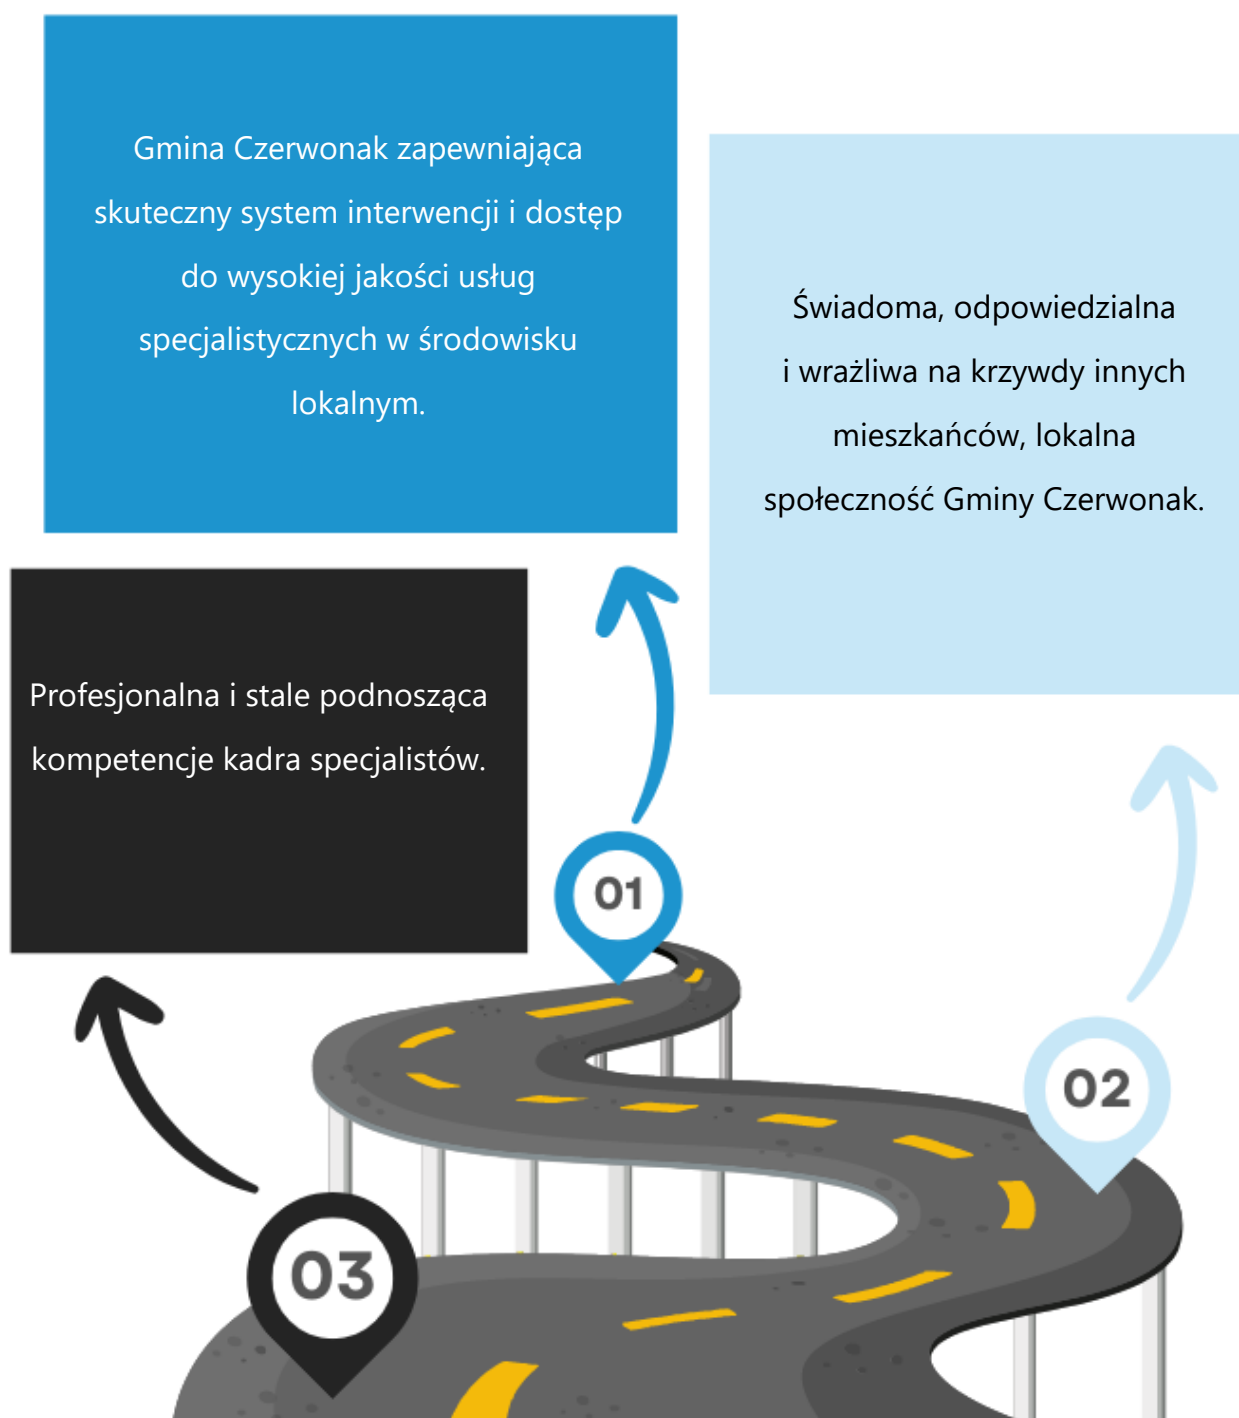 Gmina Czerwonak zapewniająca
skuteczny system interwencji i dostęp
do wysokiej jakości usług
specjalistycznych w środowisku
lokalnym.
Świadoma, odpowiedzialna
i wrażliwa na krzywdy innych
mieszkańców, lokalna
społeczność Gminy Czerwonak.
Profesjonalna i stale podnosząca
kompetencje kadra specjalistów.
01
02
03